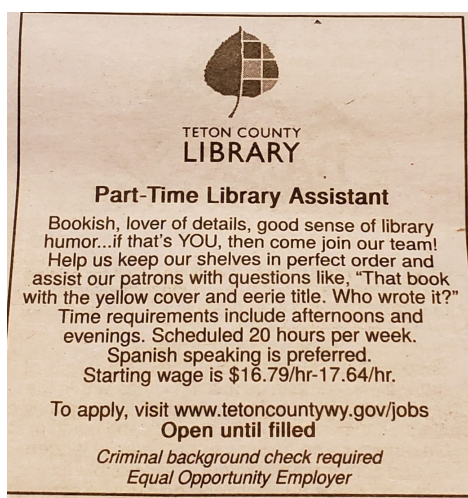 TETON COUNTY
LIBRARY
Part-Time Library Assistant
Bookish, lover of details, good sense of library
humor...if that's YOU, then come join our team!
Help us keep our shelves in perfect order and
assist our patrons with questions like, “That book
with the yellow cover and eerie title. Who wrote it?”
Time requirements include afternoons and
evenings. Scheduled 20 hours per week.
Spanish speaking is preferred.
Starting wage is $16.79/hr-17.64/hr.
To apply, visit www.tetoncountywy.gov/jobs
Open until filled
Criminal background check required
Equal Opportunity Employer